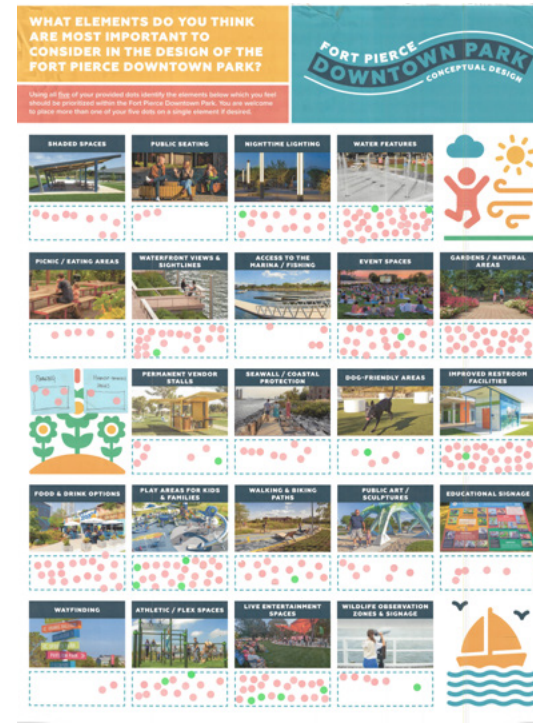 WHAT ELEMENTS DO YOU THINK
ARE MOST IMPORTANT TO
CONSIDER IN THE DESIGN OF THE
FORT PIERCE DOWNTOWN PARK?
Using all five of your provided dots identify the elements below which you feel
should be prioritized within the Fort Pierce Downtown Park. You are welcome
to place more than one of your five dots on a single element if desired.
FORT PIERCE
DOWNTOWN PARK
CONCEPTUAL DESIGN
SHADED SPACES
PUBLIC SEATING
NIGHTTIME LIGHTING
WATER FEATURES
PICNIC / EATING AREAS
WATERFRONT VIEWS &
SIGHTLINES
ACCESS TO THE
MARINA / FISHING
EVENT SPACES
GARDENS / NATURAL
AREAS
PERMANENT VENDOR
STALLS
SEAWALL / COASTAL
PROTECTION
DOG-FRIENDLY AREAS
IMPROVED RESTROOM
FACILITIES
FOOD & DRINK OPTIONS
PLAY AREAS FOR KIDS
& FAMILIES
WALKING & BIKING
PATHS
PUBLIC ART /
SCULPTURES
EDUCATIONAL SIGNAGE
WAYFINDING
ATHLETIC / FLEX SPACES
LIVE ENTERTAINMENT
SPACES
WILDLIFE OBSERVATION
ZONES & SIGNAGE